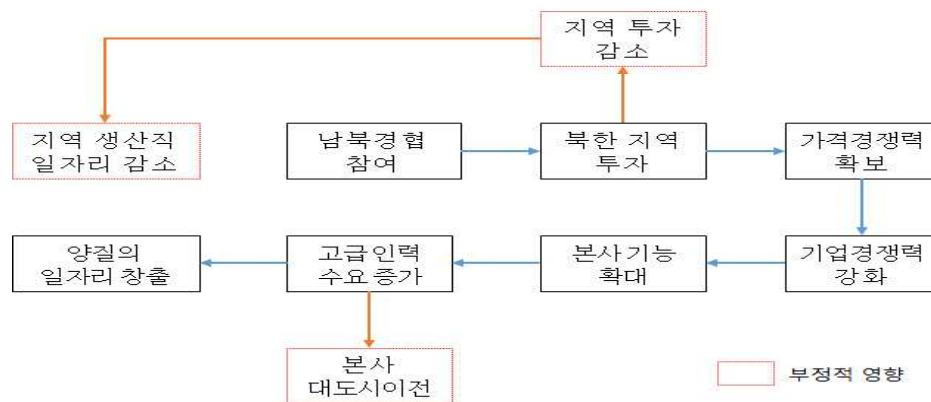 지역 투자
감소
지역 생산직
일자리 감소
남북경협
참여
북한 지역
투자
가격경쟁력
확보
양질의
일자리 창출
고급인력
수요증가
본사기능
확대
기업경쟁력
강화
본사
대도시이전
부정적 영향